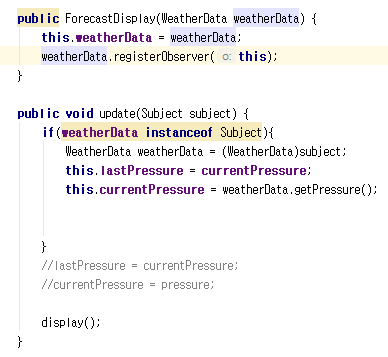 public ForecastDisplay(WeatherData weatherData) {
this.weatherData = weatherData;
weatherData.registerObserver( o: this);
}
public void update(Subject subject) {
if(weatherData instanceof Subject){
WeatherData weatherData = (WeatherData)subject;
this.lastPressure = currentPressure;
this.currentPressure = weatherData.getPressure();
}
//lastPressure = currentPressure;
//currentPressure = pressure;
display();
}